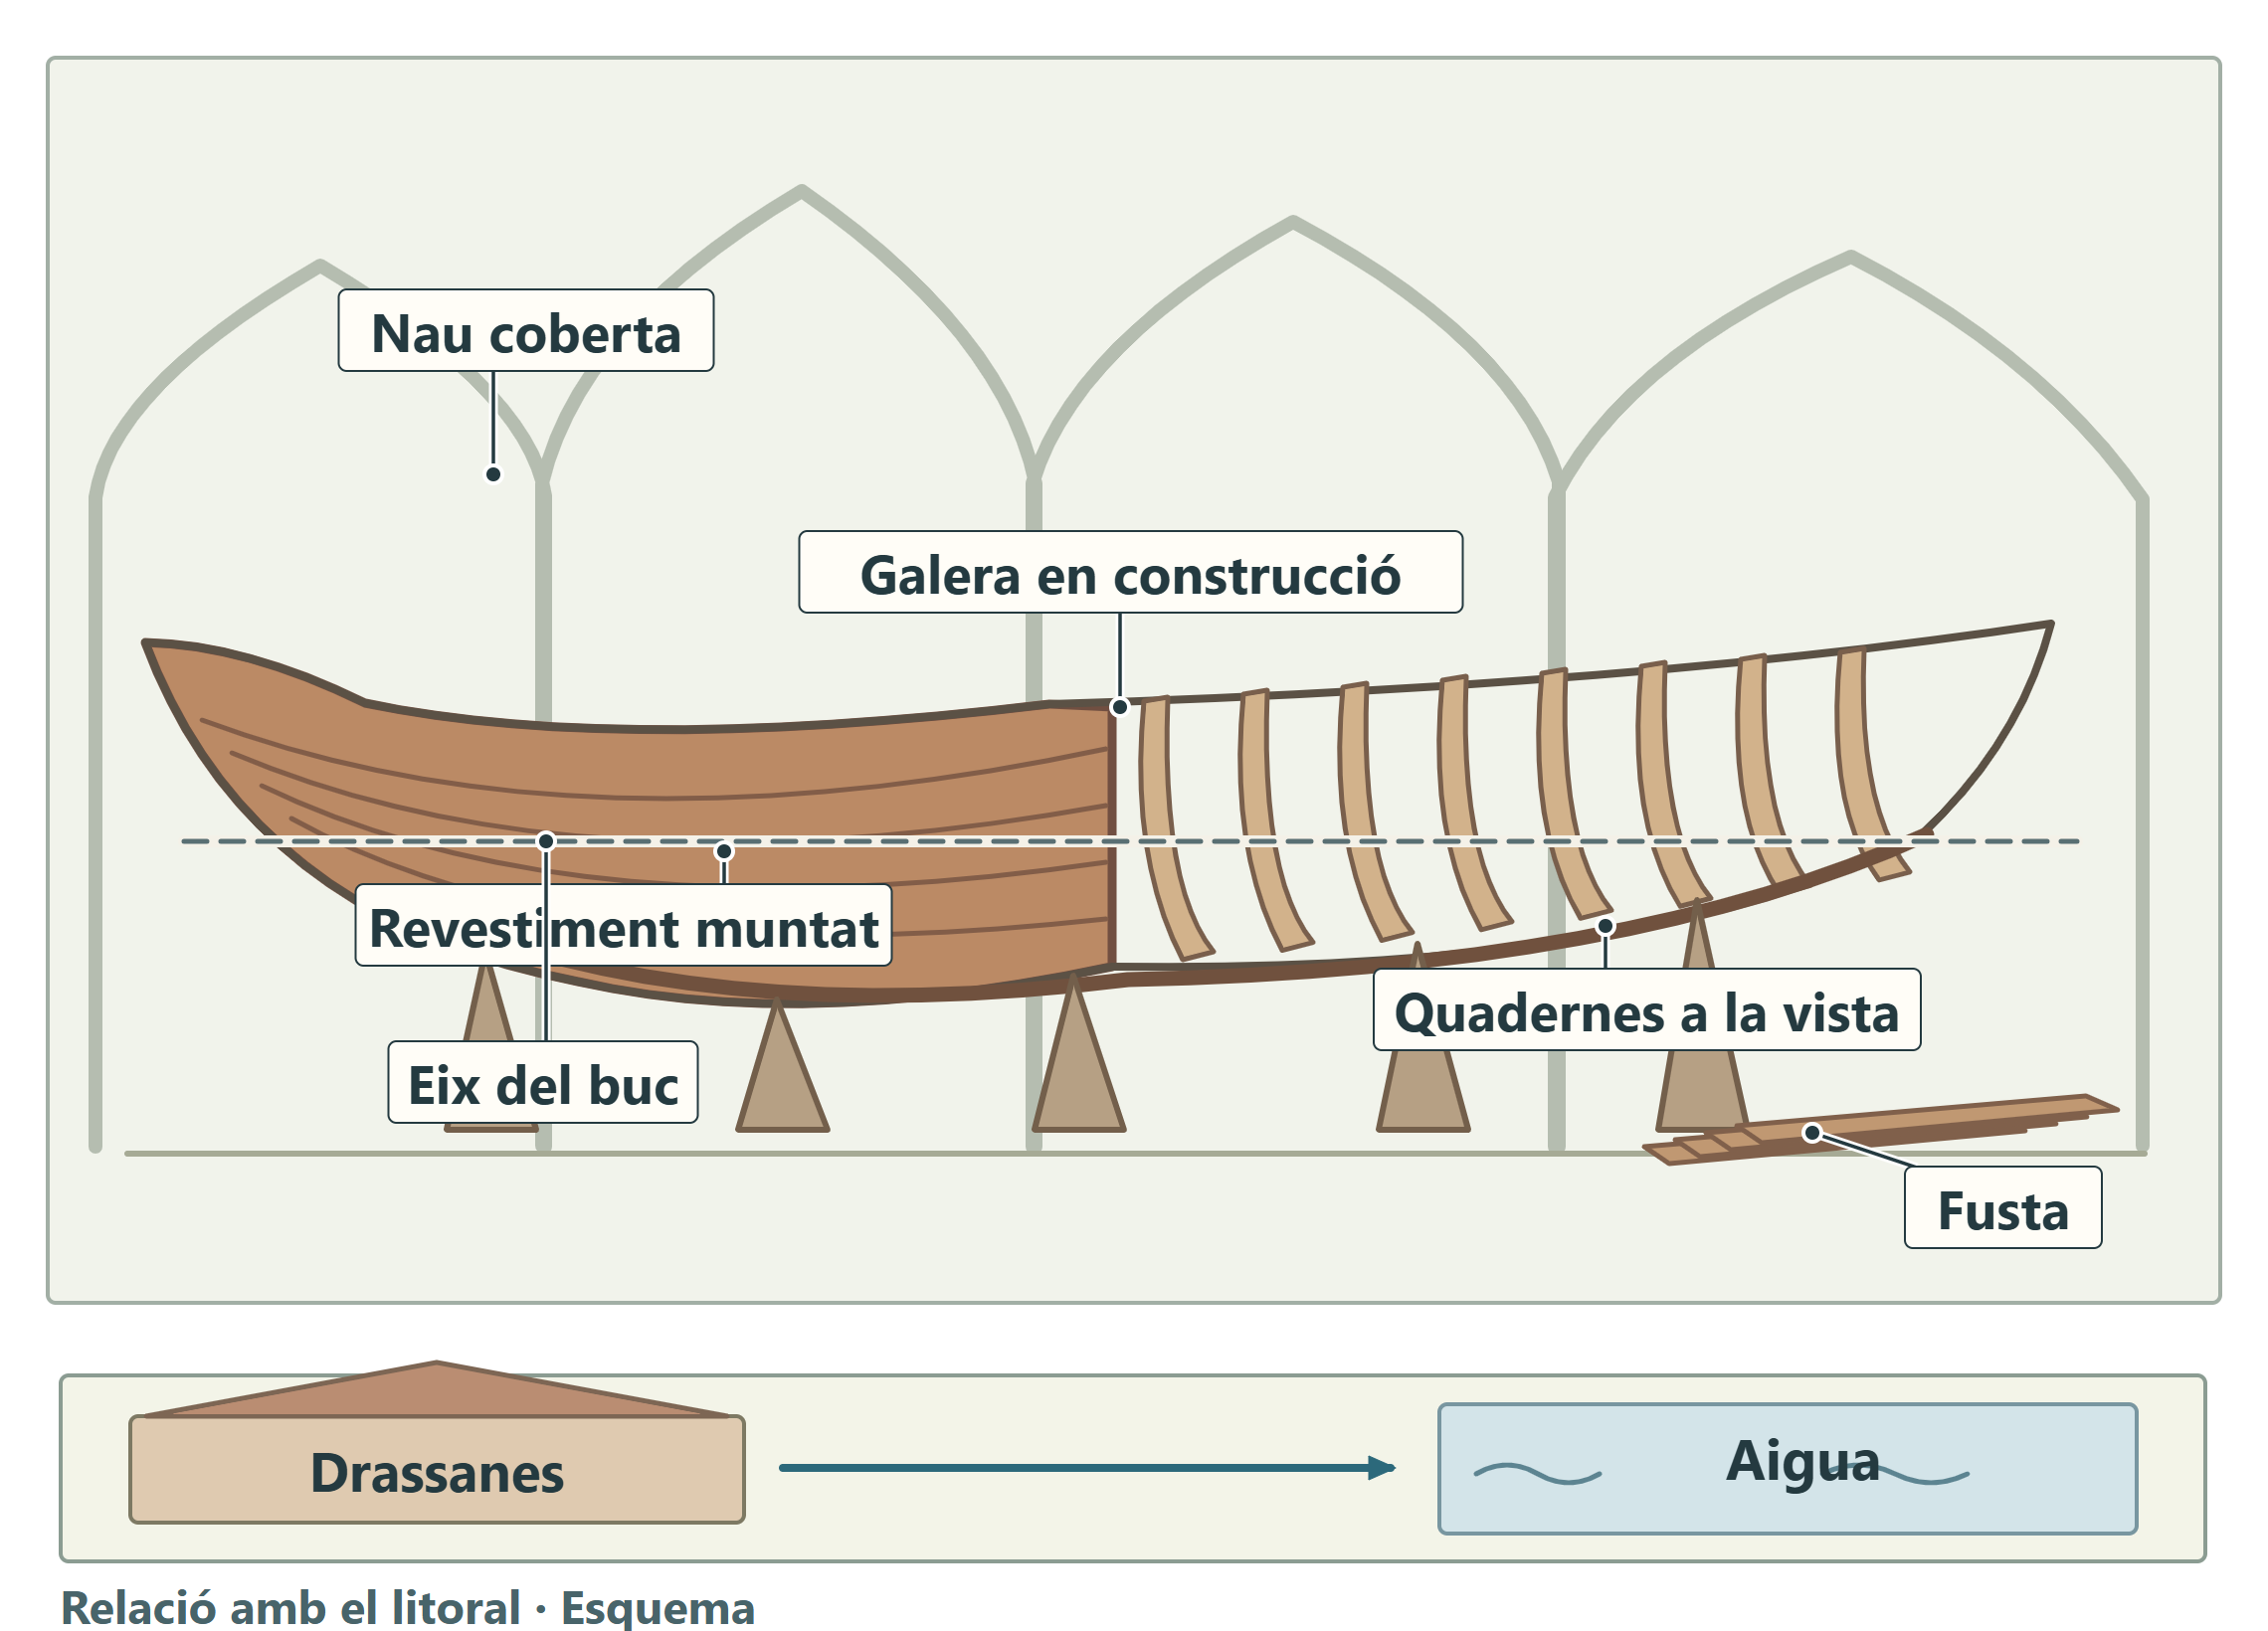 Nau coberta
Galera en construcció
Revestiment muntat
Quadernes a la vista
Eix del buc
Fusta
Drassanes
Aigua
Relació amb el litoral · Esquema